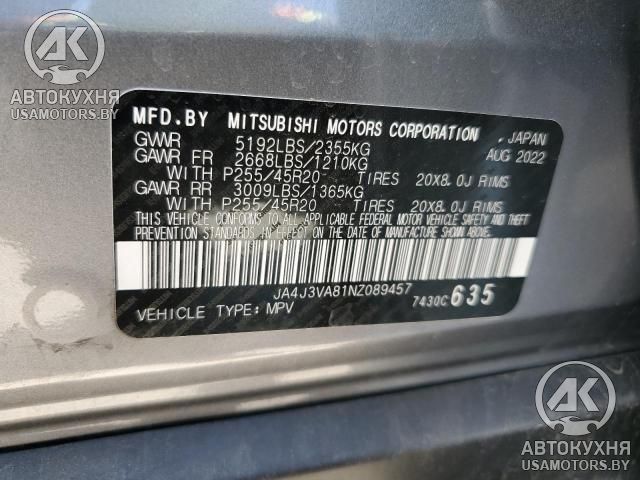 AK
АВТОКУХНЯ
USAMOTORS.BY
MFD.BY MITSUBISHI MOTORS CORPORATION , JAPAN
GVWR 5192LBS/2355KG AUG 2022
GAWR FR 2668LBS/1210KG
WITH P255/45R20 TIRES 20X8.0J RIMS
GAWR RR 3009LBS/1365KG
WITH P255/45R20 TIRES 20X8.0J RIMS
THIS VEHICLE CONFORMS TO ALL APPLICABLE FEDERAL MOTOR VEHICLE SAFETY AND THEFT
PREVENTION STANDARDS IN EFFECT ON THE DATE OF MANUFACTURE SHOWN ABOVE.
JA4J3VA81NZ089457
VEHICLE TYPE: MPV 7430C 635
AK
АВТОКУХНЯ
USAMOTORS.BY